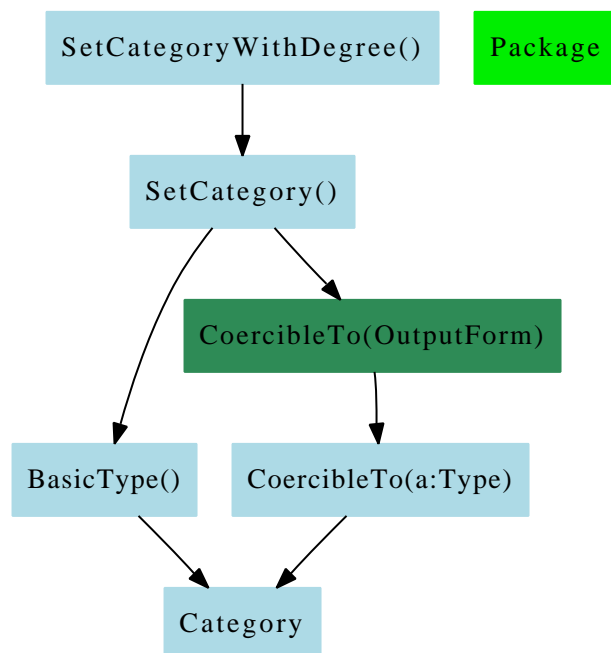 SetCategoryWithDegree()
Package
SetCategory()
CoercibleTo(OutputForm)
BasicType()
CoercibleTo(a:Type)
Category